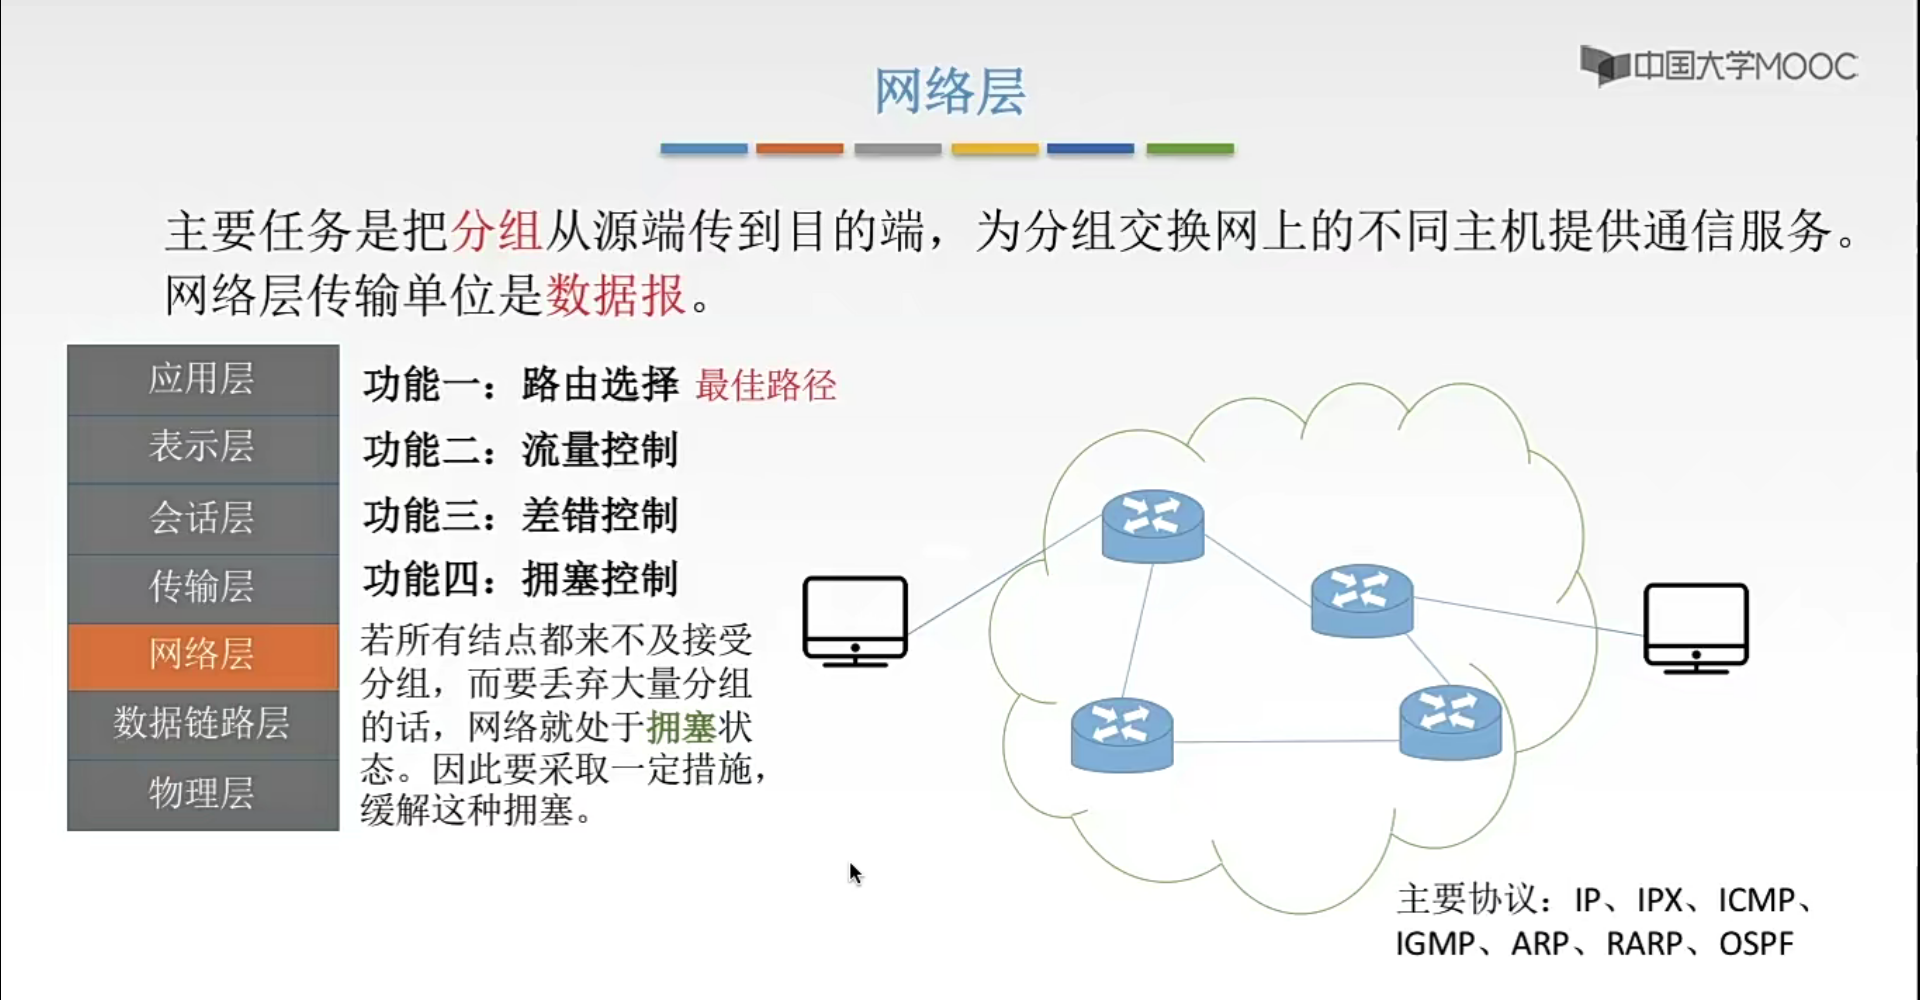 中国大学MOOC
网络层
主要任务是把分组从源端传到目的端，为分组交换网上的不同主机提供通信服务。
网络层传输单位是数据报。
应用层
表示层
会话层
传输层
网络层
数据链路层
物理层
功能一：路由选择 最佳路径
功能二：流量控制
功能三：差错控制
功能四：拥塞控制
若所有结点都来不及接受
分组，而要丢弃大量分组
的话，网络就处于拥塞状
态。因此要采取一定措施，
缓解这种拥塞。
主要协议：IP、IPX、ICMP、
IGMP、ARP、RARP、OSPF